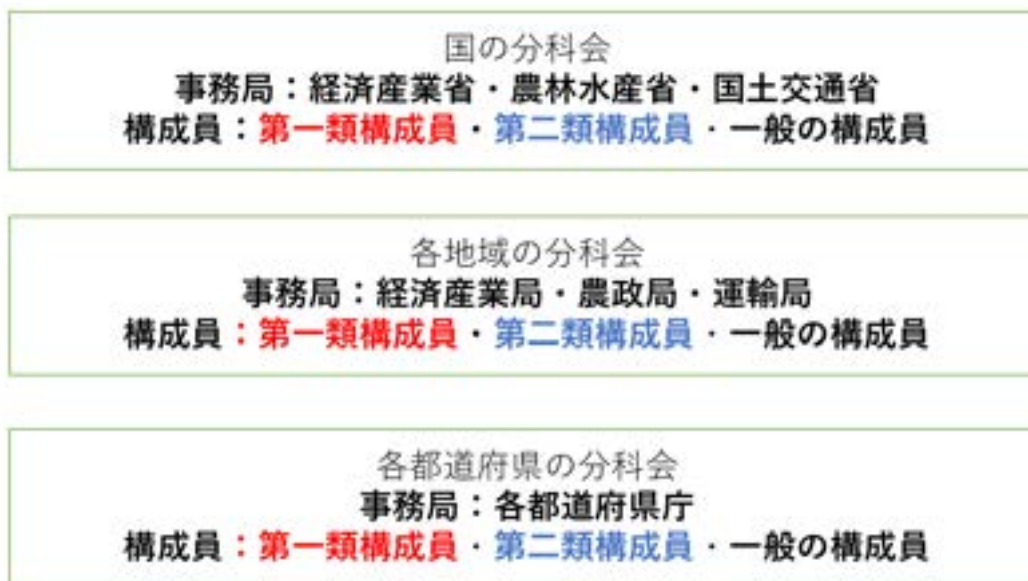 国の分科会
事務局：経済産業省・農林水産省・国土交通省
構成員：第一類構成員・第二類構成員・一般の構成員
各地域の分科会
事務局：経済産業局・農政局・運輸局
構成員：第一類構成員・第二類構成員・一般の構成員
各都道府県の分科会
事務局：各都道府県庁
構成員：第一類構成員・第二類構成員・一般の構成員